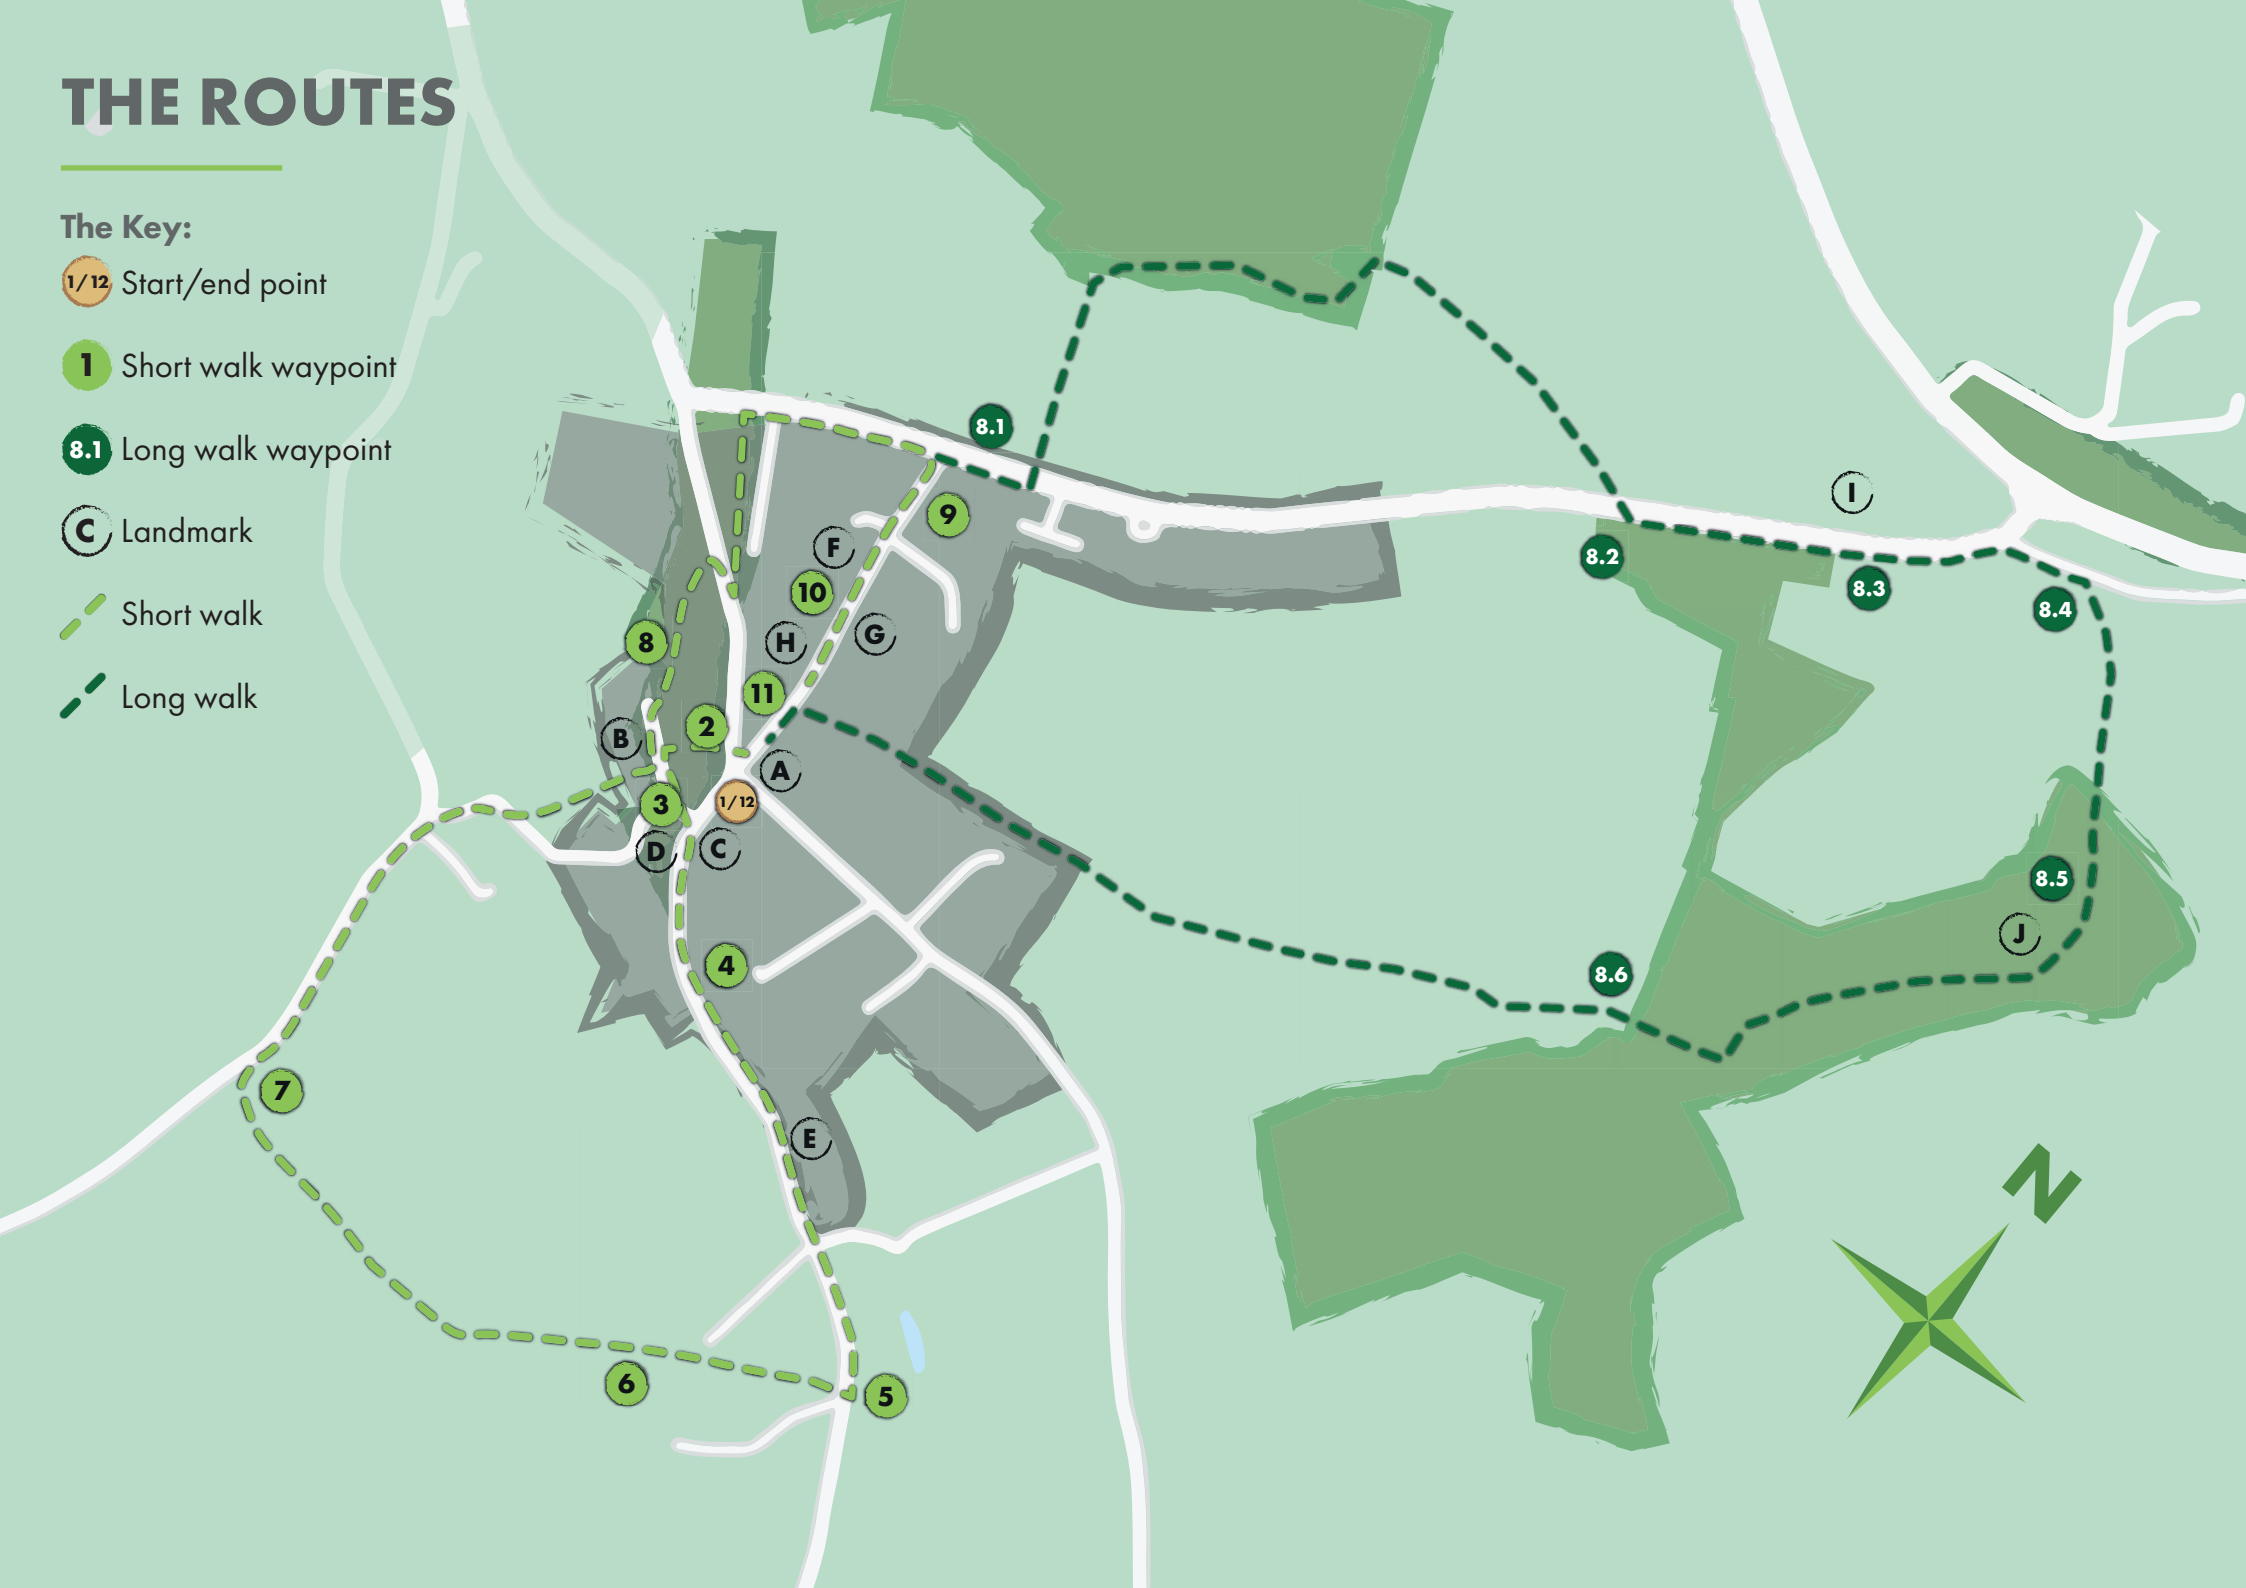 THE ROUTES
The Key:
1/12 Start/end point
1 Short walk waypoint
8.1 Long walk waypoint
C Landmark
Short walk
Long walk
8.1
I
9
F
8.2
10
8.3
8.4
G
H
8
11
2
B
A
1/12
3
C
D
8.5
J
4
8.6
7
E
N
6
5